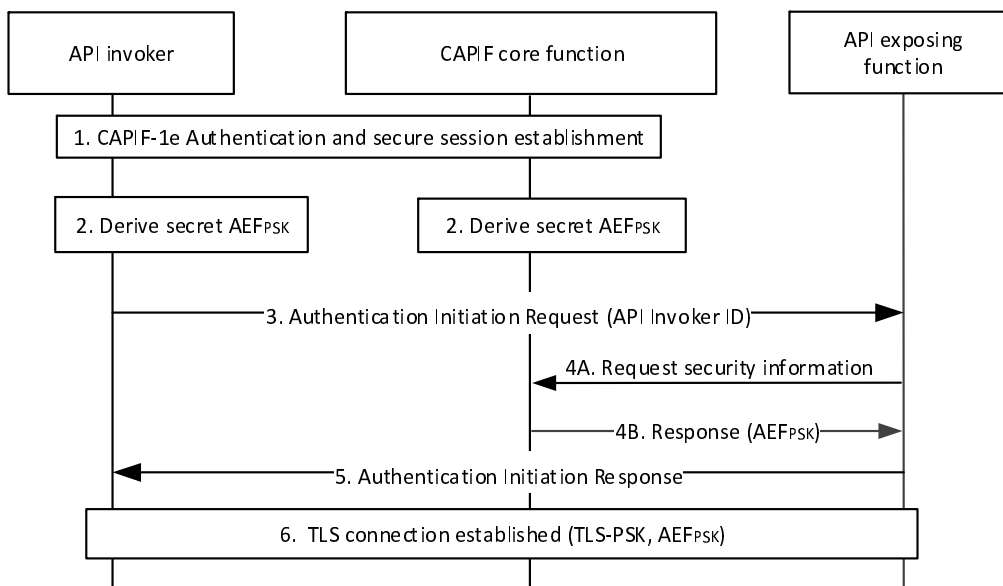 API invoker
CAPIF core function
API exposing
function
1. CAPIF-1e Authentication and secure session establishment
2. Derive secret AEFPSK
2. Derive secret AEFPSK
3. Authentication Initiation Request (API Invoker ID)
4A. Request security information
4B. Response (AEFPSK)
5. Authentication Initiation Response
6. TLS connection established (TLS-PSK, AEFPSK)